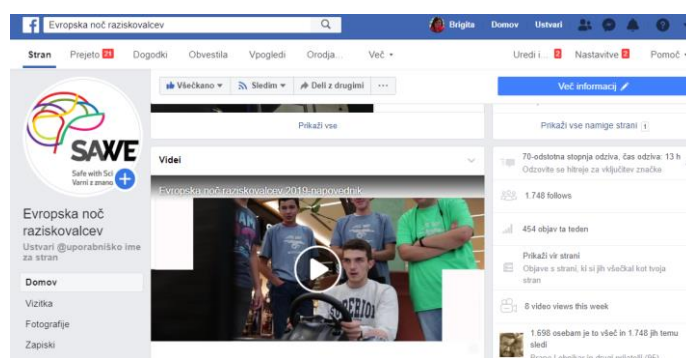 Evropska noč raziskovalcev
Brigita Domov Ustvari
Stran Prejeto 21 Dogodki Obvestila Vpogledi Orodja... Več Uredi i... 2 Nastavitve 2 Pomoč
Všečkano Sledim Deli z drugimi ...
Več informacij
SAWE
Safe with Sci
Varni z znano
Evropska noč
raziskovalcev
Ustvari @uporabniško ime
za stran
Domov
Vizitka
Fotografije
Zapiski
Prikaži vse
Videi
Evropska noč raziskovalcev 2019-napovednik
SUPERIOR
Prikaži vse namige strani 1
70-odstotna stopnja odziva, čas odziva: 13 h
Odzovite se hitreje za vključitev značke
1.748 follows
454 objav ta teden
Prikaži vir strani
Objave s strani, ki si jih všečkal kot tvoja
stran
8 video views this week
1.698 osebam je to všeč in 1.748 jih temu
sledi